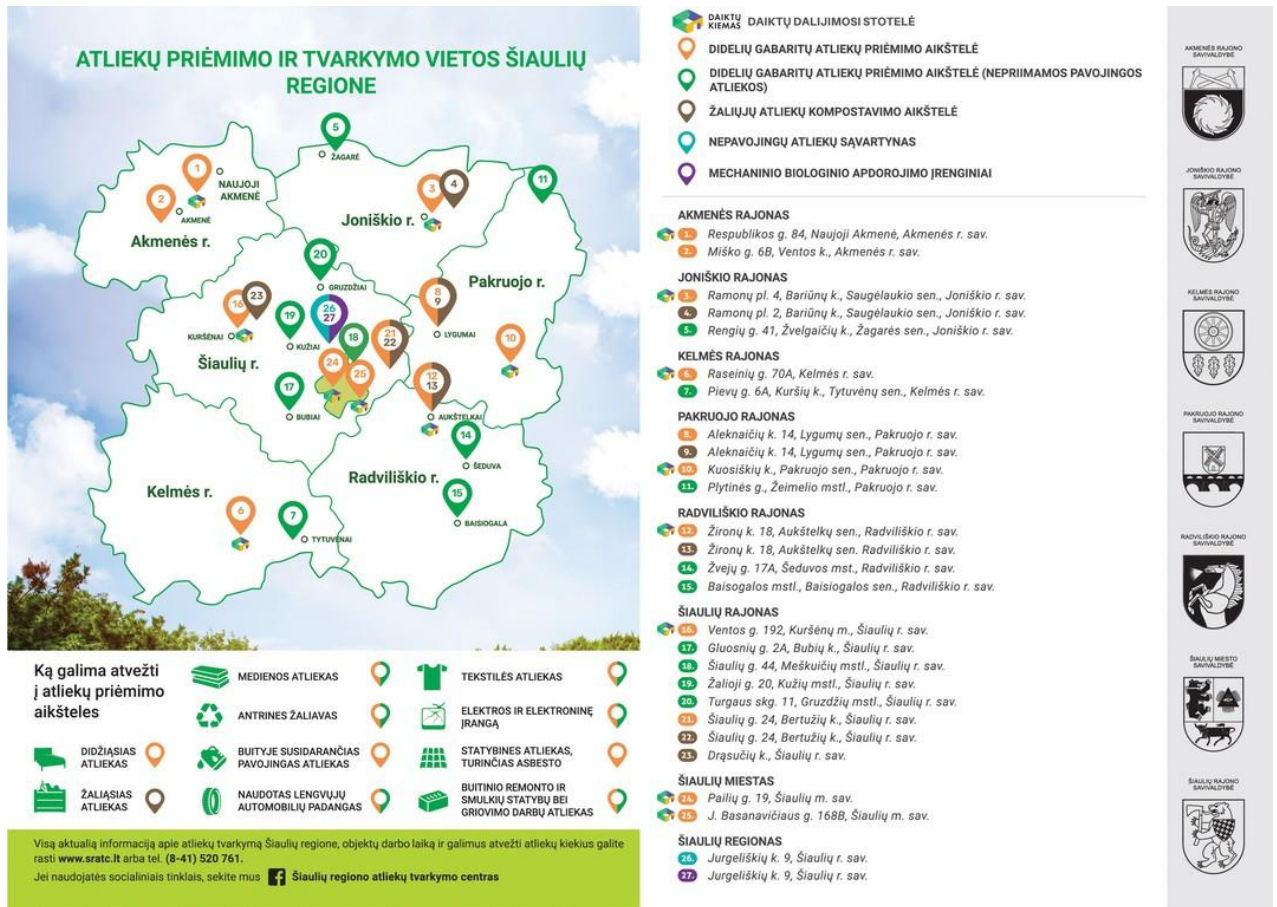 ATLIEKŲ PRIĖMIMO IR TVARKYMO VIETOS ŠIAULIŲ
REGIONE
5
ŽAGARĖ
1
NAUJOJI
AKMENĖ
2
AKMENĖ
Akmenės r.
3
4
Joniškio r.
11
20
GRUZDŽIAI
Pakruojo r.
16
23
KURŠĖNAI
19
KUŽIAI
26
27
8
9
LYGUMAI
10
18
21
22
Šiaulių r.
24
25
17
BUBIAI
12
13
AUKŠTELKAI
14
ŠEDUVA
Radviliškio r.
15
BAISIOGALA
Kelmės r.
6
7
TYTUVĖNAI
Ką galima atvežti
į atliekų priėmimo
aikšteles
DIDŽIĄSIAS
ATLIEKAS
ŽALIĄSIAS
ATLIEKAS
MEDIENOS ATLIEKAS
ANTRINES ŽALIAVAS
BUITYJE SUSIDARANČIAS
PAVOJINGAS ATLIEKAS
NAUDOTAS LENGVŲJŲ
AUTOMOBILIŲ PADANGAS
TEKSTILĖS ATLIEKAS
ELEKTROS IR ELEKTRONINĘ
ĮRANGĄ
STATYBINES ATLIEKAS,
TURINČIAS ASBESTO
BUITINIO REMONTO IR
SMULKIŲ STATYBŲ BEI
GRIOVIMO DARBŲ ATLIEKAS
Visą aktualią informaciją apie atliekų tvarkymą Šiaulių regione, objektų darbo laiką ir galimus atvežti atliekų kiekius galite
rasti www.sratc.lt arba tel. (8-41) 520 761.
Jei naudojatės socialiniais tinklais, sekite mus Šiaulių regiono atliekų tvarkymo centras
DAIKTŲ
KIEMAS
DAIKTŲ DALIJIMOSI STOTELĖ
DIDELIŲ GABARITŲ ATLIEKŲ PRIĖMIMO AIKŠTELĖ
DIDELIŲ GABARITŲ ATLIEKŲ PRIĖMIMO AIKŠTELĖ (NEPRIIMAMOS PAVOJINGOS
ATLIEKOS)
ŽALIŲJŲ ATLIEKŲ KOMPOSTAVIMO AIKŠTELĖ
NEPAVOJINGŲ ATLIEKŲ SĄVARTYNAS
MECHANINIO BIOLOGINIO APDOROJIMO ĮRENGINIAI
AKMENĖS RAJONAS
1. Respublikos g. 84, Naujoji Akmenė, Akmenės r. sav.
2. Miško g. 6B, Ventos k., Akmenės r. sav.
JONIŠKIO RAJONAS
3. Ramonų pl. 4, Bariūnų k., Saugėlaukio sen., Joniškio r. sav.
4. Ramonų pl. 2, Bariūnų k., Saugėlaukio sen., Joniškio r. sav.
5. Rengių g. 41, Žvelgaičių k., Žagarės sen., Joniškio r. sav.
KELMĖS RAJONAS
6. Raseinių g. 70A, Kelmės r. sav.
7. Pievų g. 6A, Kuršių k., Tytuvėnų sen., Kelmės r. sav.
PAKRUOJO RAJONAS
8. Aleknaičių k. 14, Lygumų sen., Pakruojo r. sav.
9. Aleknaičių k. 14, Lygumų sen., Pakruojo r. sav.
10. Kuosiškių k., Pakruojo sen., Pakruojo r. sav.
11. Plytinės g., Žeimelio mstl., Pakruojo r. sav.
RADVILIŠKIO RAJONAS
12. Žironų k. 18, Aukštelkų sen., Radviliškio r. sav.
13. Žironų k. 18, Aukštelkų sen. Radviliškio r. sav.
14. Žvejų g. 17A, Šeduvos mst., Radviliškio r. sav.
15. Baisogalos mstl., Baisiogalos sen., Radviliškio r. sav.
ŠIAULIŲ RAJONAS
16. Ventos g. 192, Kuršėnų m., Šiaulių r. sav.
17. Gluosnių g. 2A, Bubių k., Šiaulių r. sav.
18. Šiaulių g. 44, Meškuičių mstl., Šiaulių r. sav.
19. Žalioji g. 20, Kužių mstl., Šiaulių r. sav.
20. Turgaus skg. 11, Gruzdžių mstl., Šiaulių r. sav.
21. Šiaulių g. 24, Bertužių k., Šiaulių r. sav.
22. Šiaulių g. 24, Bertužių k., Šiaulių r. sav.
23. Drąsučių k., Šiaulių r. sav.
ŠIAULIŲ MIESTAS
24. Pailių g. 19, Šiaulių m. sav.
25. J. Basanavičiaus g. 168B, Šiaulių m. sav.
ŠIAULIŲ REGIONAS
26. Jurgeliškių k. 9, Šiaulių r. sav.
27. Jurgeliškių k. 9, Šiaulių r. sav.
AKMENĖS RAJONO
SAVIVALDYBĖ
JONIŠKIO RAJONO
SAVIVALDYBĖ
KELMĖS RAJONO
SAVIVALDYBĖ
PAKRUOJO RAJONO
SAVIVALDYBĖ
RADVILIŠKIO RAJONO
SAVIVALDYBĖ
ŠIAULIŲ MIESTO
SAVIVALDYBĖ
ŠIAULIŲ RAJONO
SAVIVALDYBĖ